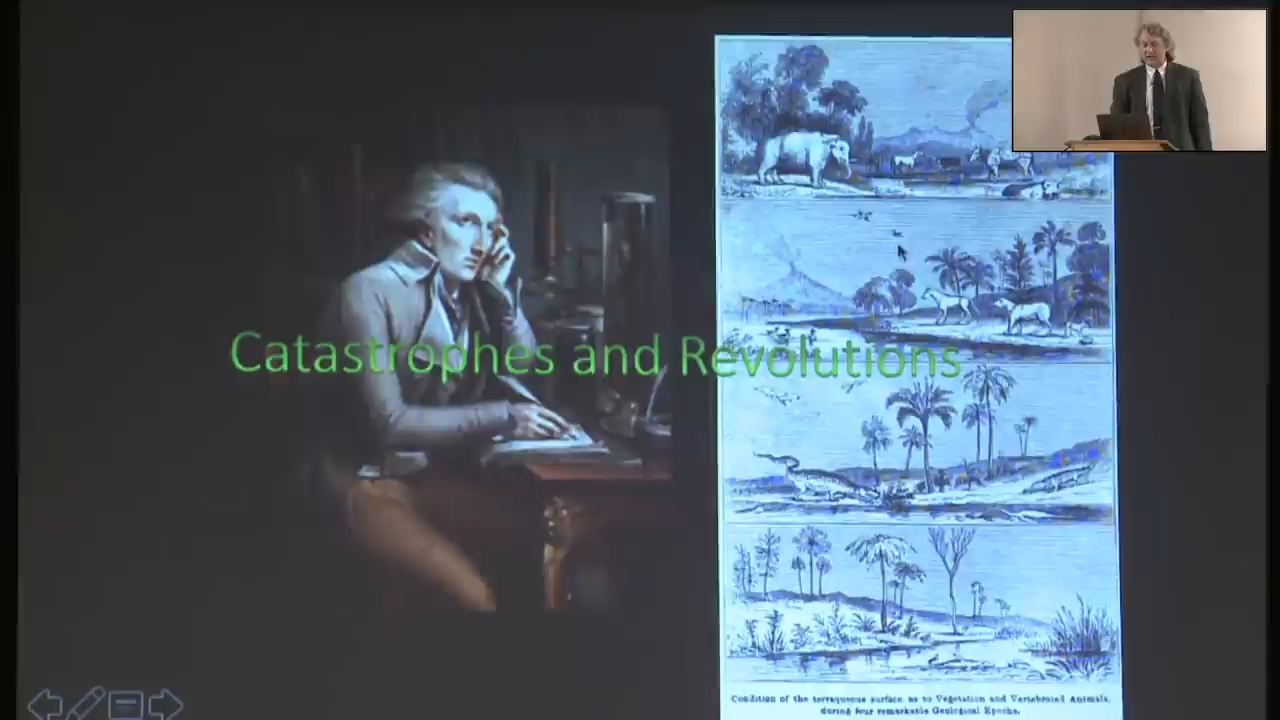 Catastrophes and Revolutions
Condition of the terraqueous surface, as to Vegetation and Vertebrated Animals,
during four remarkable Geological Epochs.